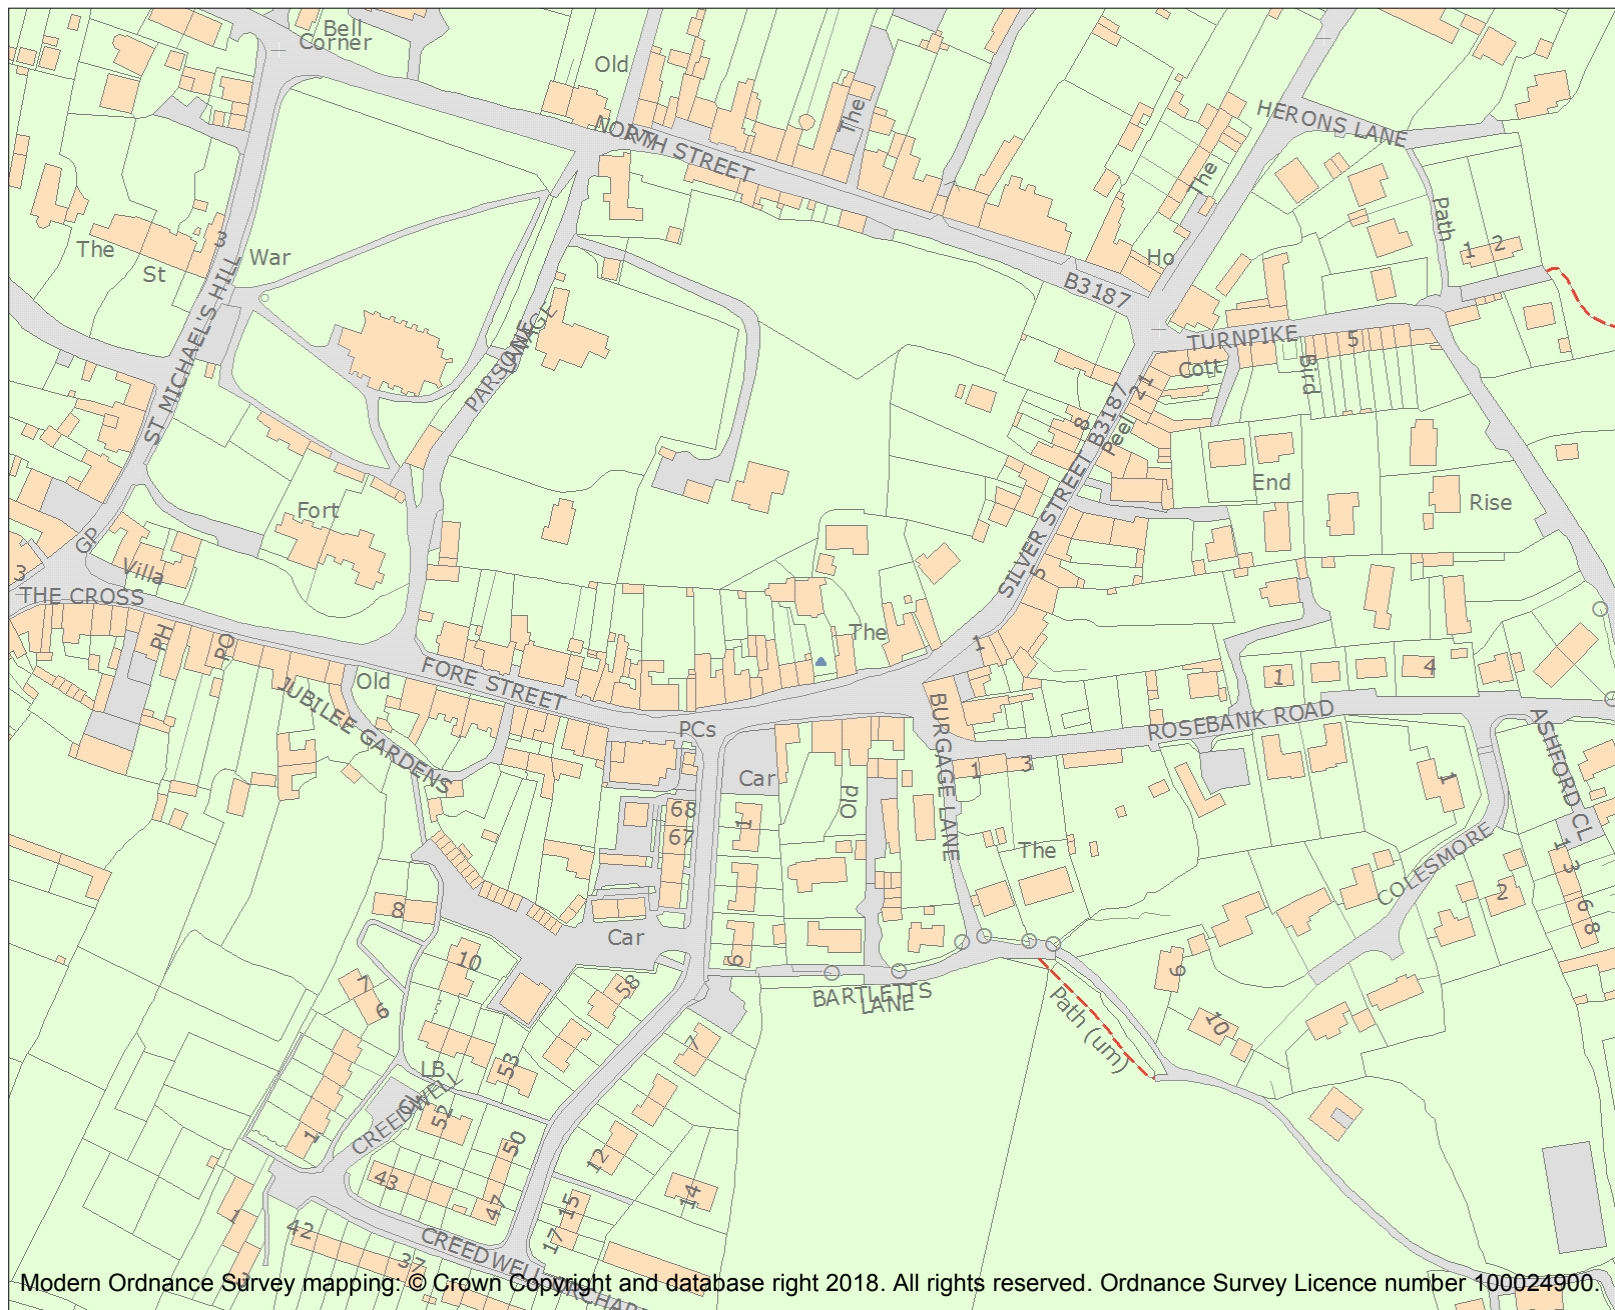 Bell
Corner
Old
NORTH STREET
The
HERONS LANE
The
Path
1 2
The
St
3
War
Ho
B3187
ST MICHAEL'S HILL
PARSONAGE
LANE
TURNPIKE
5
Cott
Bird
21
8
Peel
SILVER STREET B3187
End
Rise
Fort
GP
Villa
3
THE CROSS
PH
PO
5
The
1
Old
FORE STREET
JUBILEE GARDENS
PCs
BURGAGE LANE
1
4
ROSEBANK ROAD
ASHFORD CL
Car
Old
1
3
1
68
67
1
The
COLESMORE
1
3
6
8
2
8
Car
6
10
7
6
58
BARTLETTS
LANE
Path (um)
9
10
7
LB
53
CREEDWELL
CL
52
1
50
12
43
47
15
14
17
1
42
37
CREEDWELL ORCHARD
2
Modern Ordnance Survey mapping: © Crown Copyright and database right 2018. All rights reserved. Ordnance Survey Licence number 100024900.